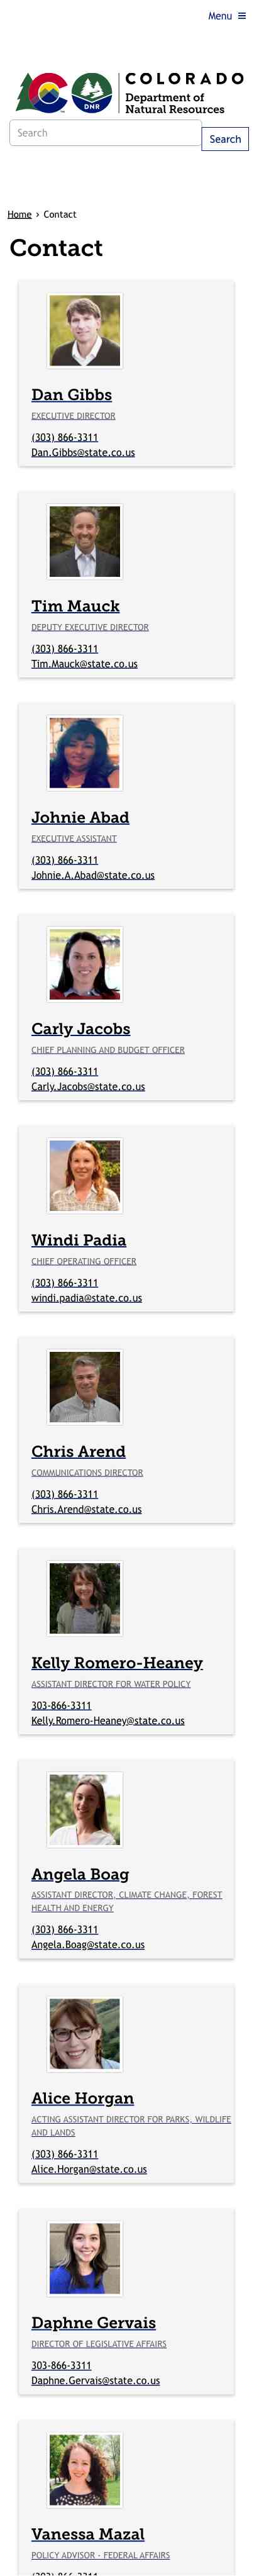 Menu
COLORADO
Department of
Natural Resources
CO
DNR
Search
Search
Home > Contact
Contact
Dan Gibbs
EXECUTIVE DIRECTOR
(303) 866-3311
Dan.Gibbs@state.co.us
Tim Mauck
DEPUTY EXECUTIVE DIRECTOR
(303) 866-3311
Tim.Mauck@state.co.us
Johnie Abad
EXECUTIVE ASSISTANT
(303) 866-3311
Johnie.A.Abad@state.co.us
Carly Jacobs
CHIEF PLANNING AND BUDGET OFFICER
(303) 866-3311
Carly.Jacobs@state.co.us
Windi Padia
CHIEF OPERATING OFFICER
(303) 866-3311
windi.padia@state.co.us
Chris Arend
COMMUNICATIONS DIRECTOR
(303) 866-3311
Chris.Arend@state.co.us
Kelly Romero-Heaney
ASSISTANT DIRECTOR FOR WATER POLICY
303-866-3311
Kelly.Romero-Heaney@state.co.us
Angela Boag
ASSISTANT DIRECTOR, CLIMATE CHANGE, FOREST
HEALTH AND ENERGY
(303) 866-3311
Angela.Boag@state.co.us
Alice Horgan
ACTING ASSISTANT DIRECTOR FOR PARKS, WILDLIFE
AND LANDS
(303) 866-3311
Alice.Horgan@state.co.us
Daphne Gervais
DIRECTOR OF LEGISLATIVE AFFAIRS
303-866-3311
Daphne.Gervais@state.co.us
Vanessa Mazal
POLICY ADVISOR - FEDERAL AFFAIRS
(303) 866-3311